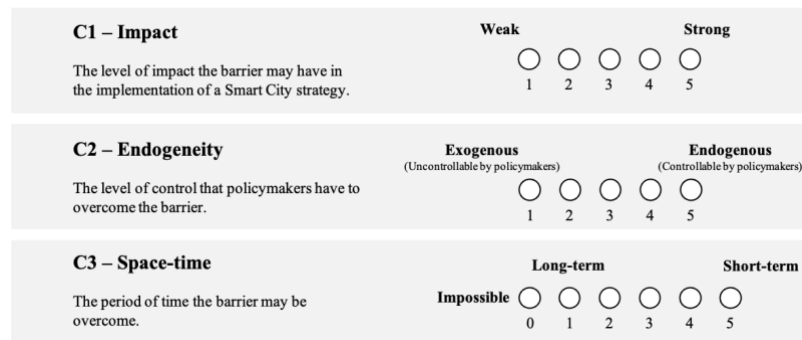 C1 – Impact
Weak Strong
The level of impact the barrier may have in
the implementation of a Smart City strategy.
1 2 3 4 5
C2 – Endogeneity
Exogenous Endogenous
(Uncontrollable by policymakers) (Controllable by policymakers)
The level of control that policymakers have to
overcome the barrier.
1 2 3 4 5
C3 – Space-time
Long-term Short-term
The period of time the barrier may be
overcome.
Impossible
0 1 2 3 4 5